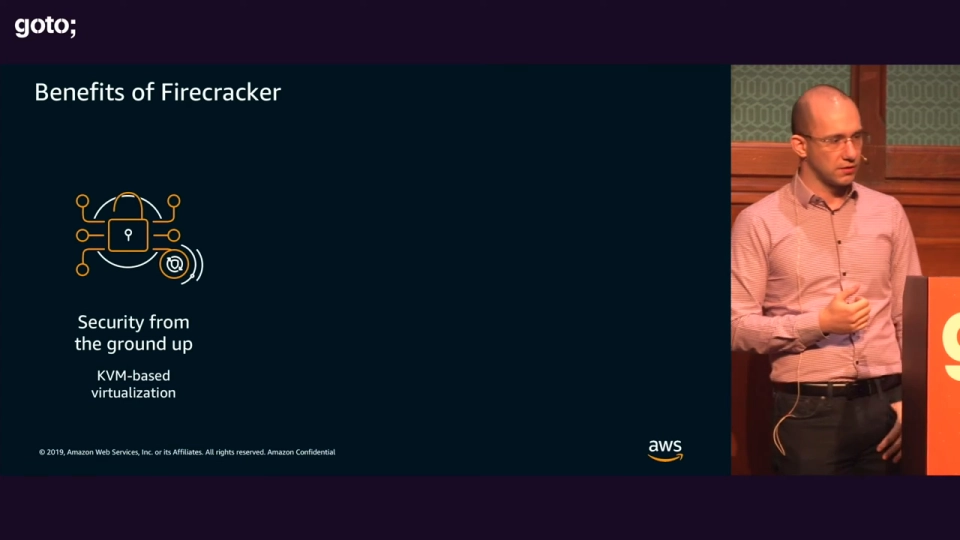 goto;
Benefits of Firecracker
Security from
the ground up
KVM-based
virtualization
© 2019, Amazon Web Services, Inc. or its Affiliates. All rights reserved. Amazon Confidential
aws
g